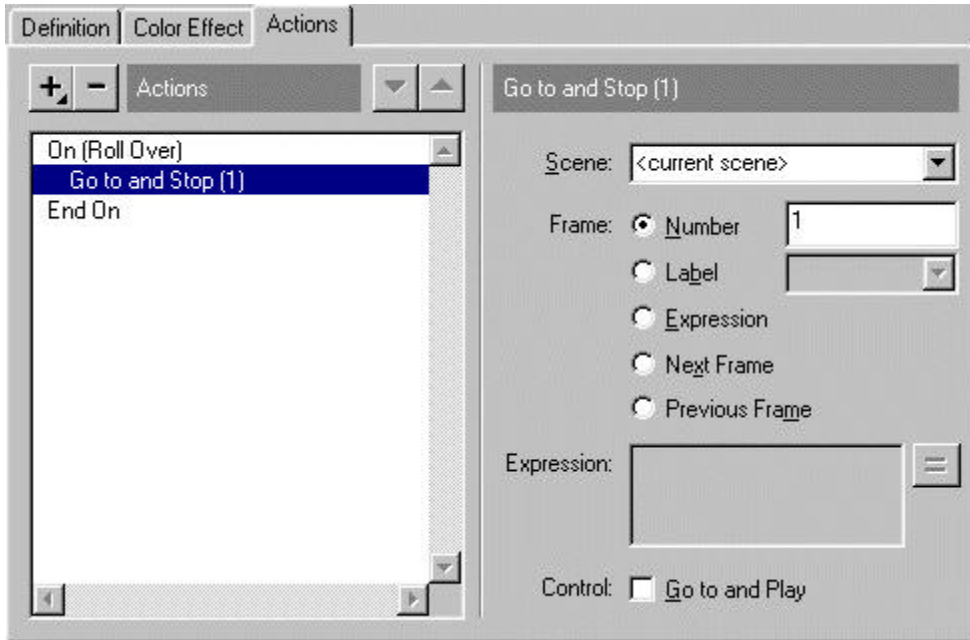 Definition Color Effect Actions
Actions
On (Roll Over)
Go to and Stop (1)
End On
Go to and Stop (1)
Scene: <current scene>
Frame: Number 1
Label
Expression
Next Frame
Previous Frame
Expression: =
Control: Go to and Play